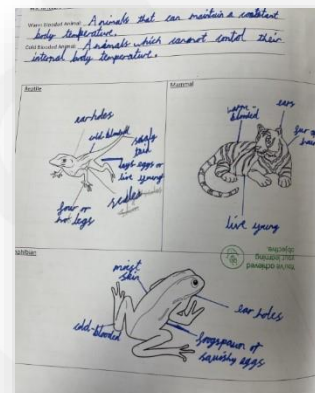 Warm Blooded Animal: Animals that can maintain a constant
body temperature.
Cold Blooded Animal: Animals which cannot control their
internal body temperature.
Reptile
ear holes
cold-blooded
scaly
lays eggs or
live young
scales
four or
no legs
Mammal
warm-
blooded
ears
fur or
live young
You've achieved
your learning
objective.
moist
skin
ear holes
cold-blooded
frogspawn or
squishy eggs